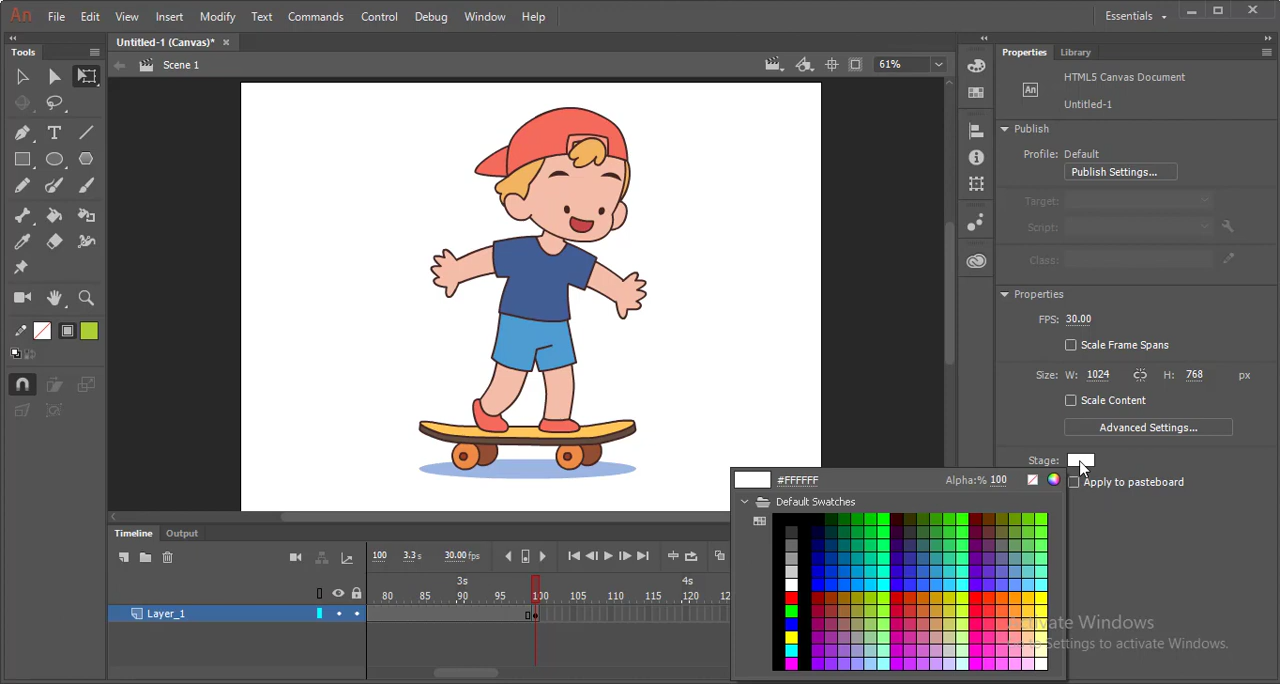 An File Edit View Insert Modify Text Commands Control Debug Window Help Essentials
Tools
Untitled-1 (Canvas)*
Properties Library
Scene 1
61%
HTML5 Canvas Document
An
Untitled-1
Publish
Profile: Default
Publish Settings...
Target:
Script:
Class:
Properties
FPS: 30.00
Scale Frame Spans
Size: W: 1024 H: 768 px
Scale Content
Advanced Settings...
Stage:
Apply to pasteboard
#FFFFFF Alpha:% 100
Default Swatches
Timeline Output
100 3.3 s 30.00 fps
3s 4s
80 85 90 95 100 105 110 115 120 12
Layer_1
Activate Windows
Settings to activate Windows.